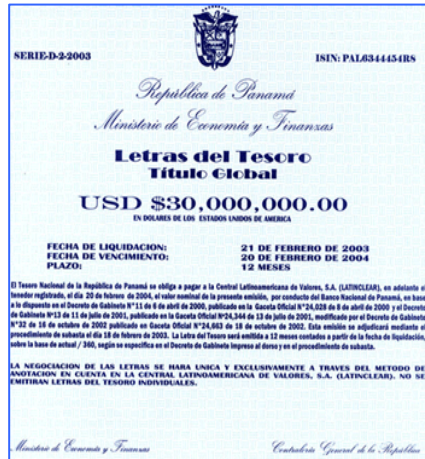 SERIE-D-2-2003
ISIN: PAL6344454RS
República de Panamá
Ministerio de Economía y Finanzas
Letras del Tesoro
Título Global
USD $30,000,000.00
EN DOLARES DE LOS ESTADOS UNIDOS DE AMERICA
FECHA DE LIQUIDACION: 21 DE FEBRERO DE 2003
FECHA DE VENCIMIENTO: 20 DE FEBRERO DE 2004
PLAZO: 12 MESES
El Tesoro Nacional de la República de Panamá se obliga a pagar a la Central Latinoamericana de Valores, S.A. (LATINCLEAR), en adelante el
tenedor registrado, el día 20 de febrero de 2004, el valor nominal de la presente emisión, por conducto del Banco Nacional de Panamá, en base
a lo dispuesto en el Decreto de Gabinete N°11 de 6 de abril de 2000, publicado en la Gaceta Oficial N°24,028 de 8 de abril de 2000 y el Decreto
de Gabinete N°13 de 11 de julio de 2001, publicado en la Gaceta Oficial N°24,344 de 13 de julio de 2001, modificado por el Decreto de Gabinete
N°32 de 16 de octubre de 2002 publicado en Gaceta Oficial N°24,663 de 18 de octubre de 2002. Esta emisión se adjudicará mediante el
procedimiento de subasta el día 18 de febrero de 2003. La Letra del Tesoro será emitida a 12 meses contados a partir de la fecha de liquidación,
sobre la base de actual / 360, según se especifica en el Decreto de Gabinete impreso al dorso y en el procedimiento de subasta.
LA NEGOCIACION DE LAS LETRAS SE HARA UNICA Y EXCLUSIVAMENTE A TRAVES DEL METODO DE
ANOTACION EN CUENTA EN LA CENTRAL LATINOAMERICANA DE VALORES, S.A. (LATINCLEAR). NO SE
EMITIRAN LETRAS DEL TESORO INDIVIDUALES.
Ministerio de Economía y Finanzas
Contraloría General de la República